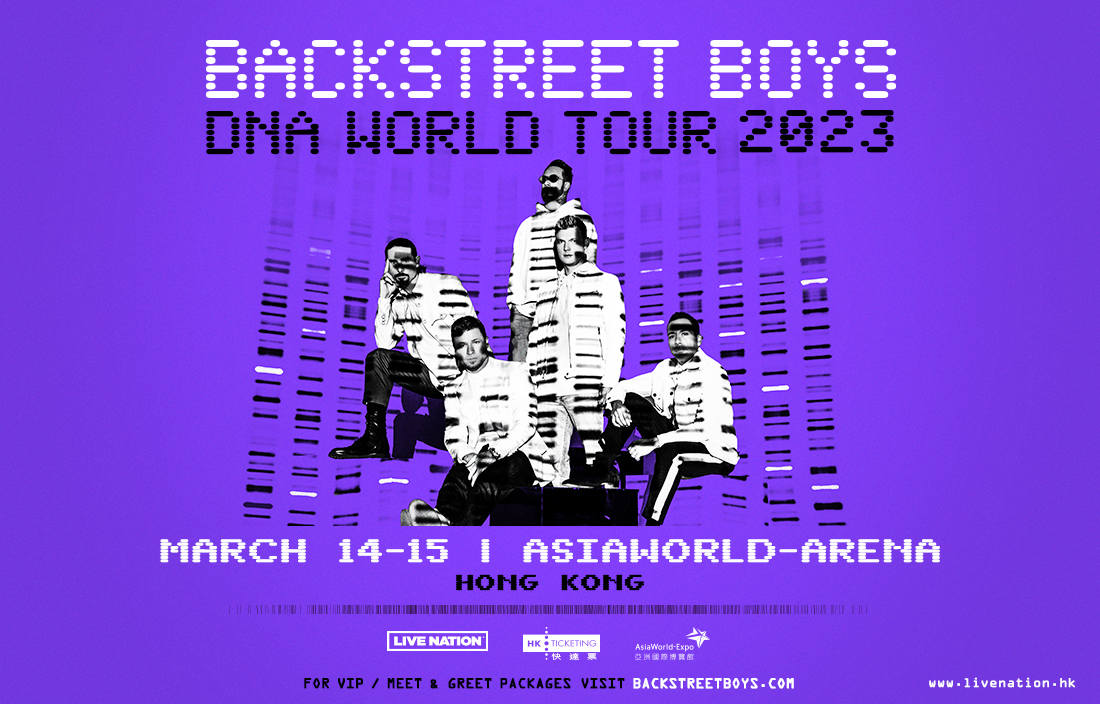 BACKSTREET BOYS
DNA WORLD TOUR 2023
MARCH 14-15 | ASIAWORLD-ARENA
HONG KONG
LIVE NATION
HK TICKETING
快達票
AsiaWorld-Expo
亞洲國際博覽館
FOR VIP / MEET & GREET PACKAGES VISIT BACKSTREETBOYS.COM
www.livenation.hk